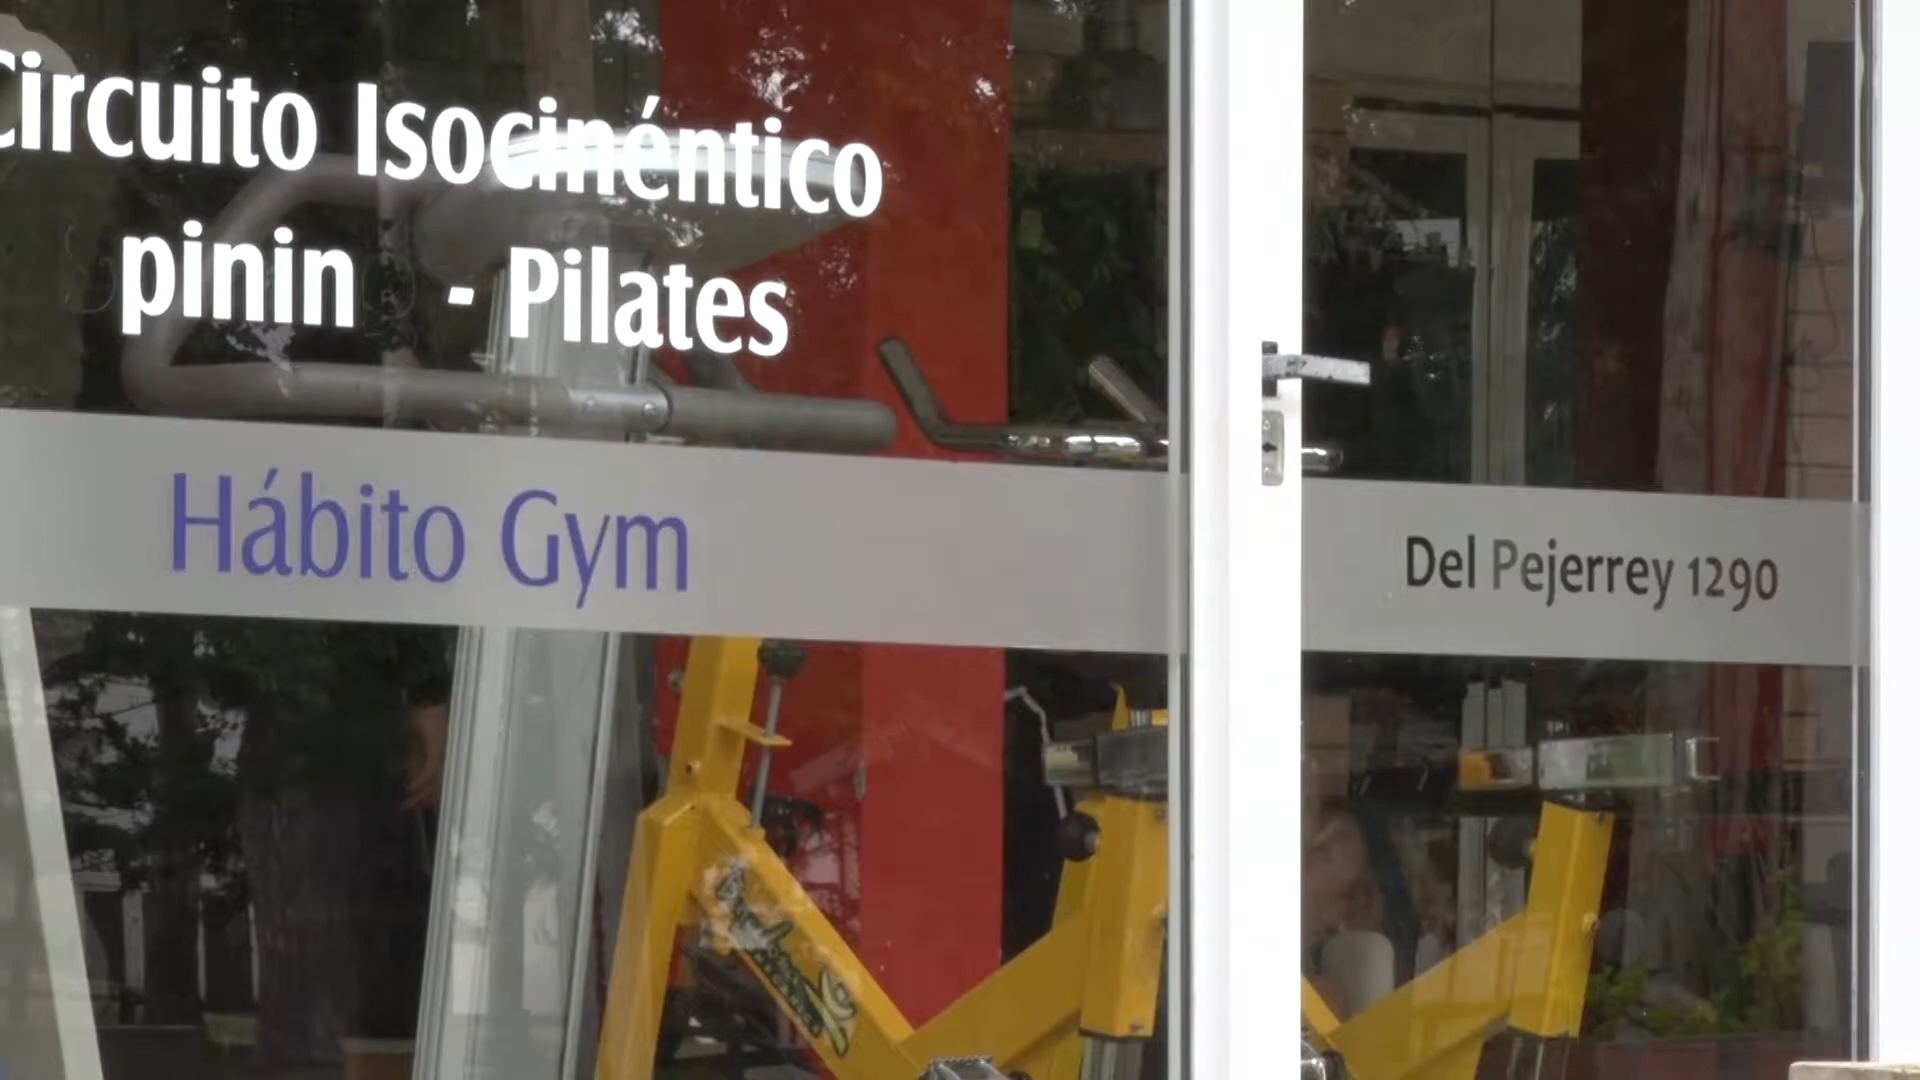 Circuito Isocinéntico
pinin - Pilates
Hábito Gym
Del Pejerrey 1290